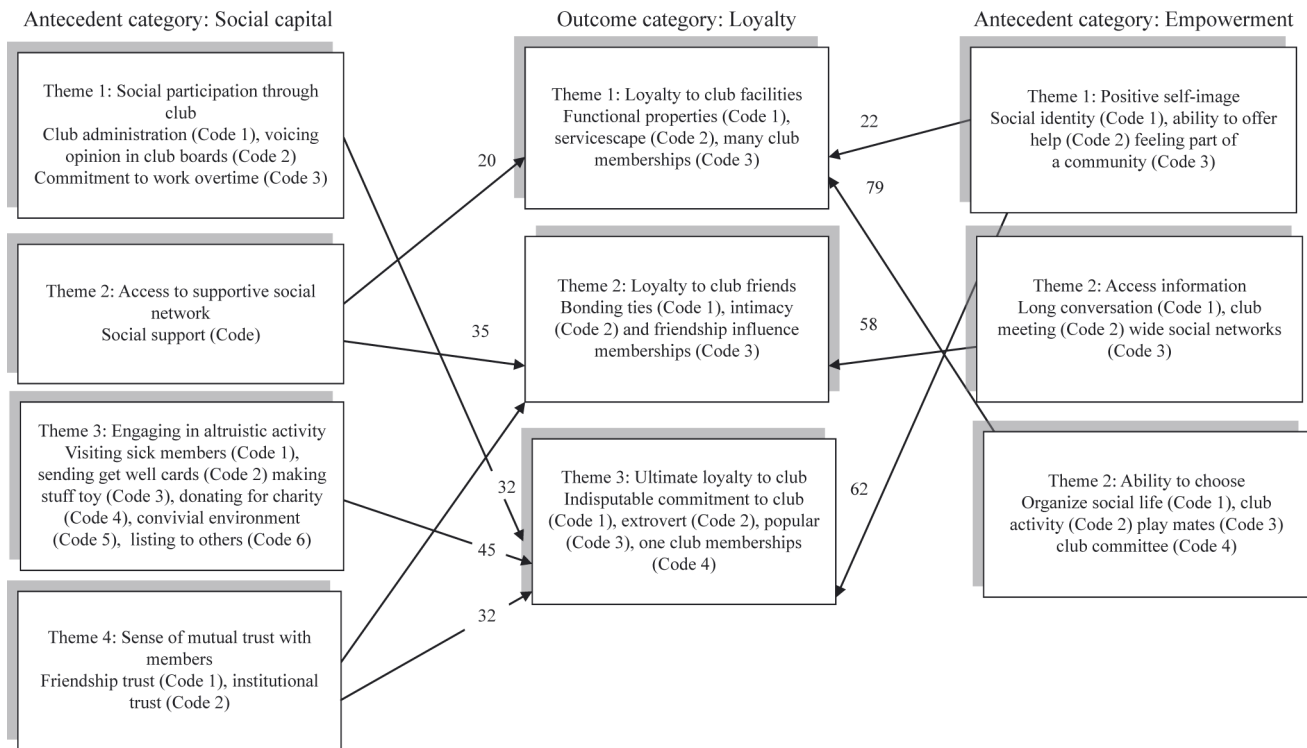 Antecedent category: Social capital
Theme 1: Social participation through
club
Club administration (Code 1), voicing
opinion in club boards (Code 2)
Commitment to work overtime (Code 3)
Theme 2: Access to supportive social
network
Social support (Code)
Theme 3: Engaging in altruistic activity
Visiting sick members (Code 1),
sending get well cards (Code 2) making
stuff toy (Code 3), donating for charity
(Code 4), convivial environment
(Code 5), listing to others (Code 6)
Theme 4: Sense of mutual trust with
members
Friendship trust (Code 1), institutional
trust (Code 2)
20
35
32
45
32
Outcome category: Loyalty
Theme 1: Loyalty to club facilities
Functional properties (Code 1),
servicescape (Code 2), many club
memberships (Code 3)
Theme 2: Loyalty to club friends
Bonding ties (Code 1), intimacy
(Code 2) and friendship influence
memberships (Code 3)
Theme 3: Ultimate loyalty to club
Indisputable commitment to club
(Code 1), extrovert (Code 2), popular
(Code 3), one club memberships
(Code 4)
22
79
58
62
Antecedent category: Empowerment
Theme 1: Positive self-image
Social identity (Code 1), ability to offer
help (Code 2) feeling part of
a community (Code 3)
Theme 2: Access information
Long conversation (Code 1), club
meeting (Code 2) wide social networks
(Code 3)
Theme 2: Ability to choose
Organize social life (Code 1), club
activity (Code 2) play mates (Code 3)
club committee (Code 4)